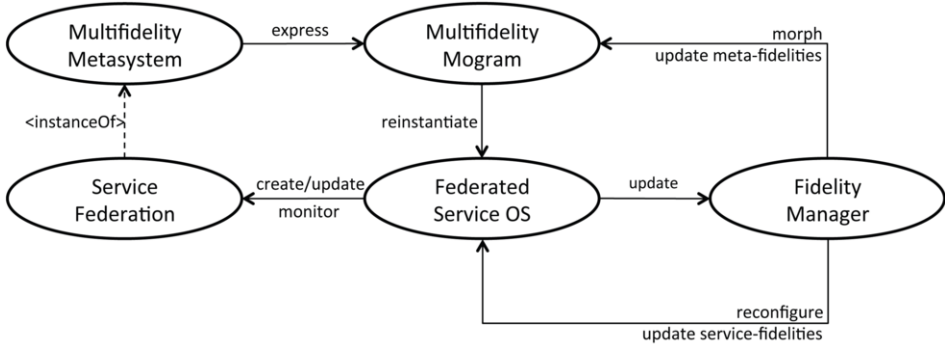 Multifidelity
Metasystem
express
Multifidelity
Mogram
morph
update meta-fidelities
<instanceOf>
reinstantiate
Service
Federation
create/update
monitor
Federated
Service OS
update
Fidelity
Manager
reconfigure
update service-fidelities